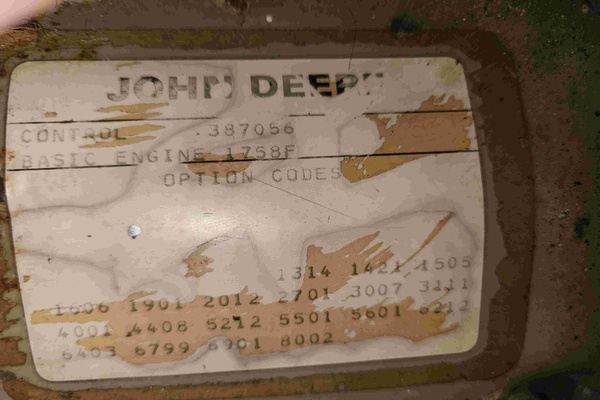 JOHN DEERE
CONTROL .387056
BASIC ENGINE 1758F
OPTION CODES
1314 1421 1505
1606 1901 2012 2701 3007 3111
4001 4408 5212 5501 5601 6212
6403 6799 6901 8002